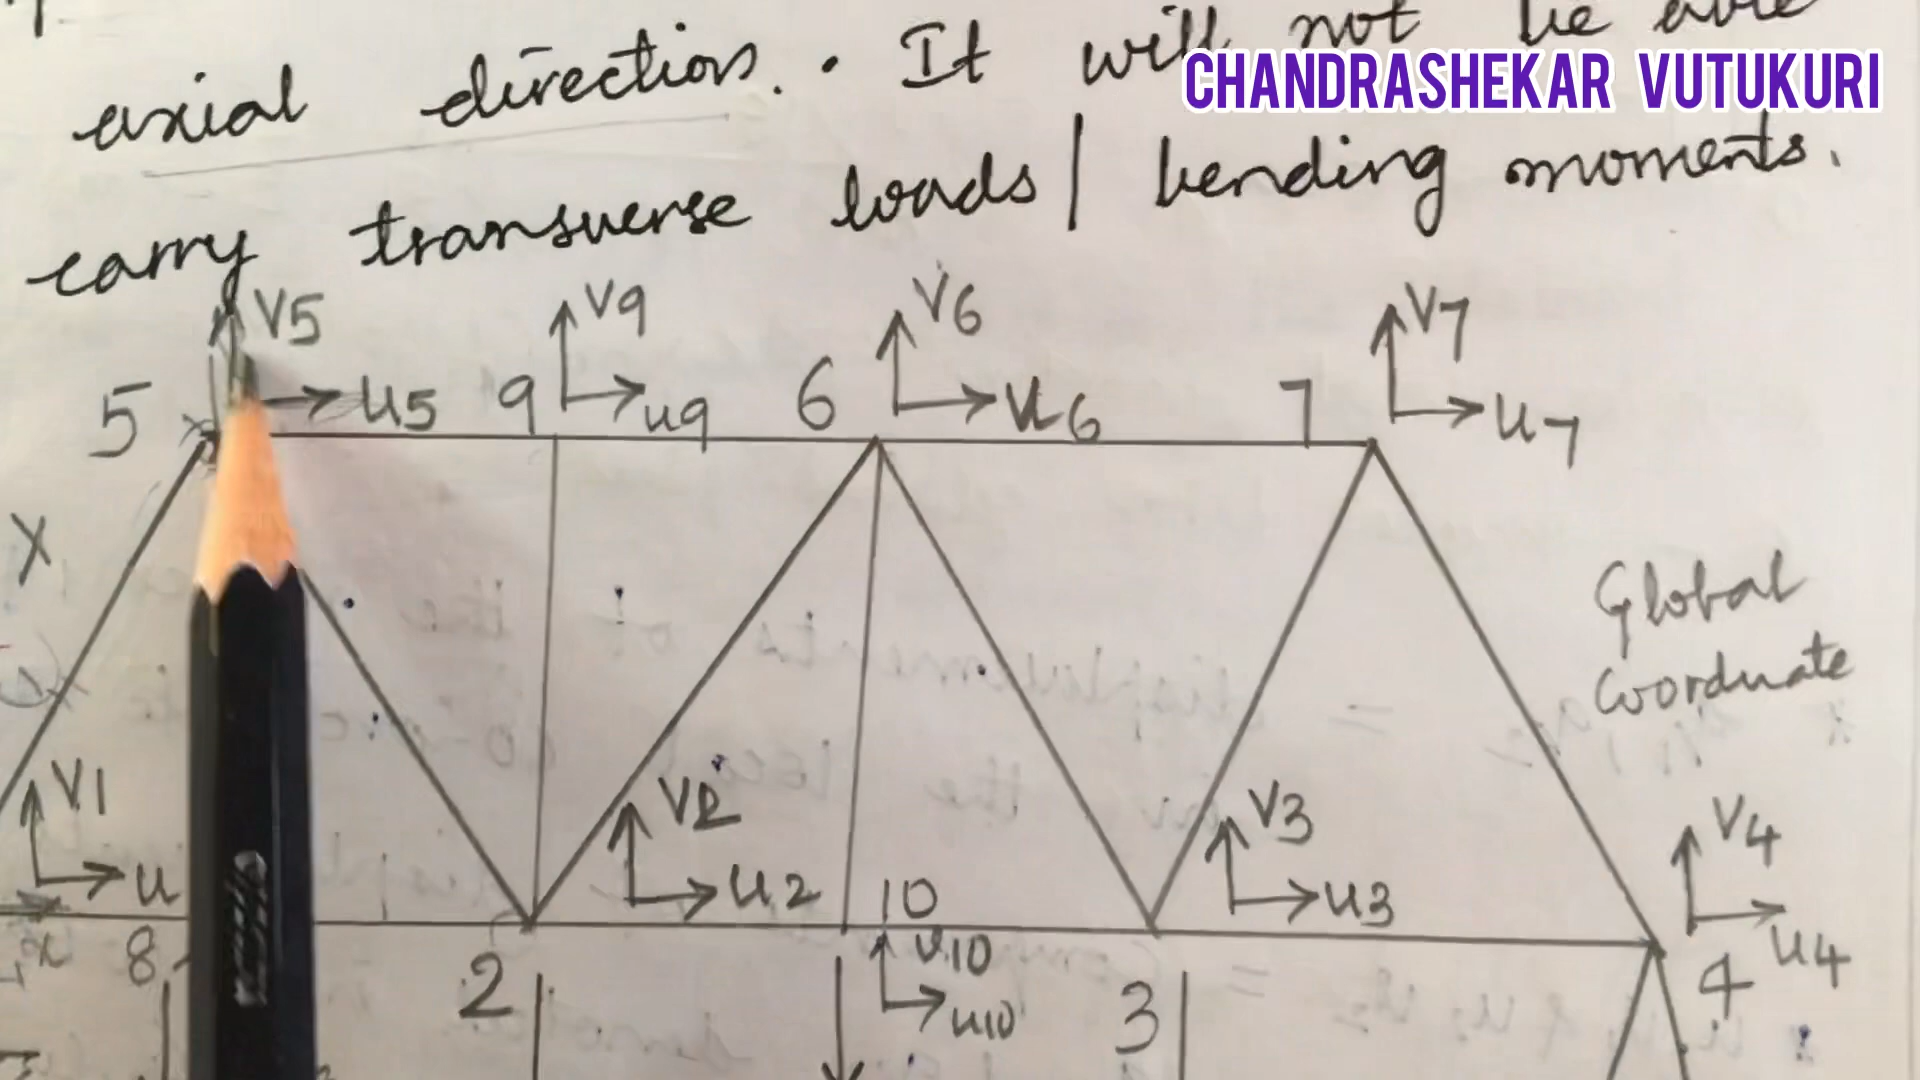 axial direction. • It will not be able
CHANDRASHEKAR VUTUKURI
carry transverse loads / bending moments.
V5 V9 V6 V7
5 u5 9 u9 6 u6 7 u7
X
Global
Coordinate
V1 V2 V3 V4
u u2 10 u3 u4
x 8 2 V10 3 4
u10